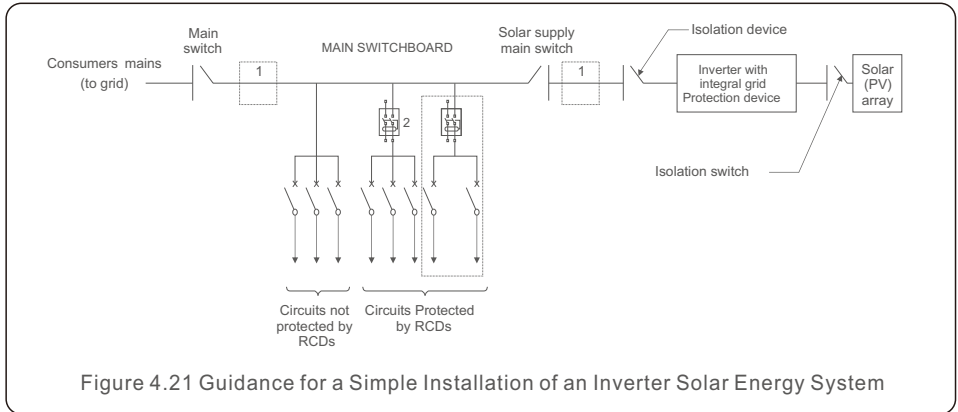 Main
switch
MAIN SWITCHBOARD
Solar supply
main switch
Isolation device
Consumers mains
(to grid)
1
1
Inverter with
integral grid
Protection device
Solar
(PV)
array
2
Isolation switch
Circuits not
protected by
RCDs
Circuits Protected
by RCDs
Figure 4.21 Guidance for a Simple Installation of an Inverter Solar Energy System